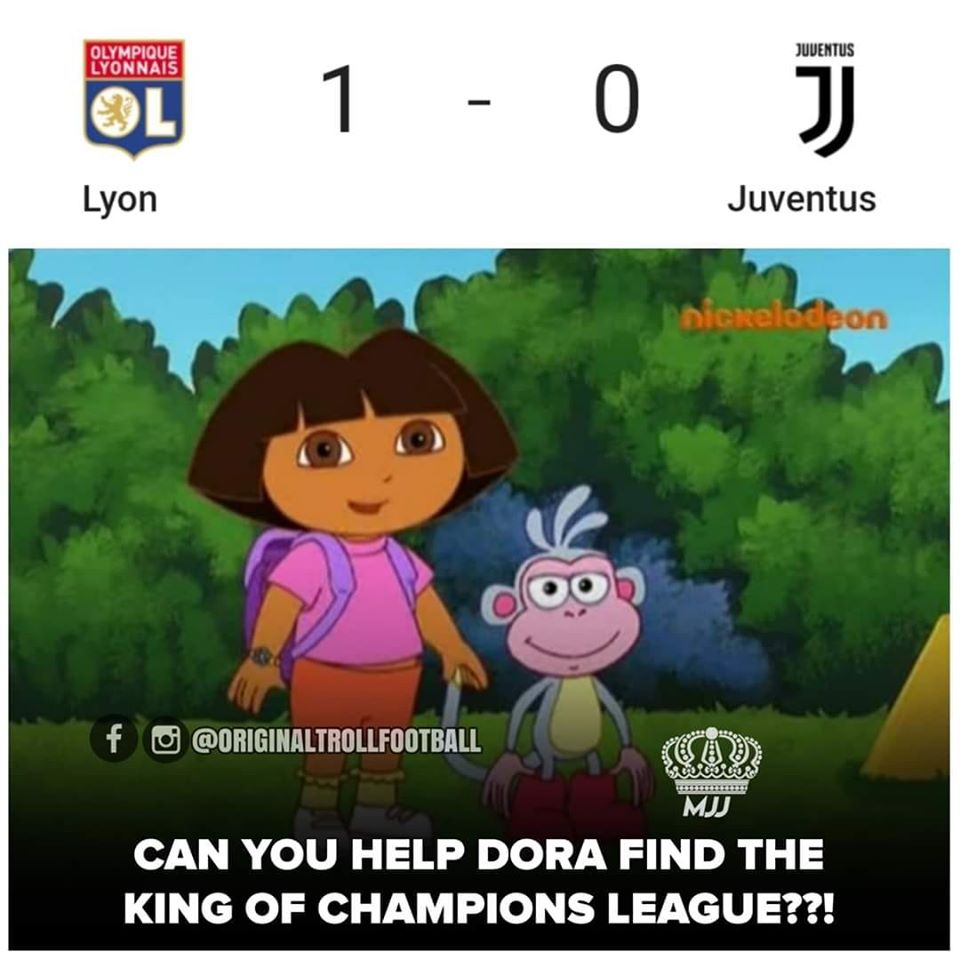 OLYMPIQUE
LYONNAIS
OL
1 - 0
JUVENTUS
J
Lyon
Juventus
nickelodeon
f @ORIGINALTROLLFOOTBALL
MJJ
CAN YOU HELP DORA FIND THE
KING OF CHAMPIONS LEAGUE??!